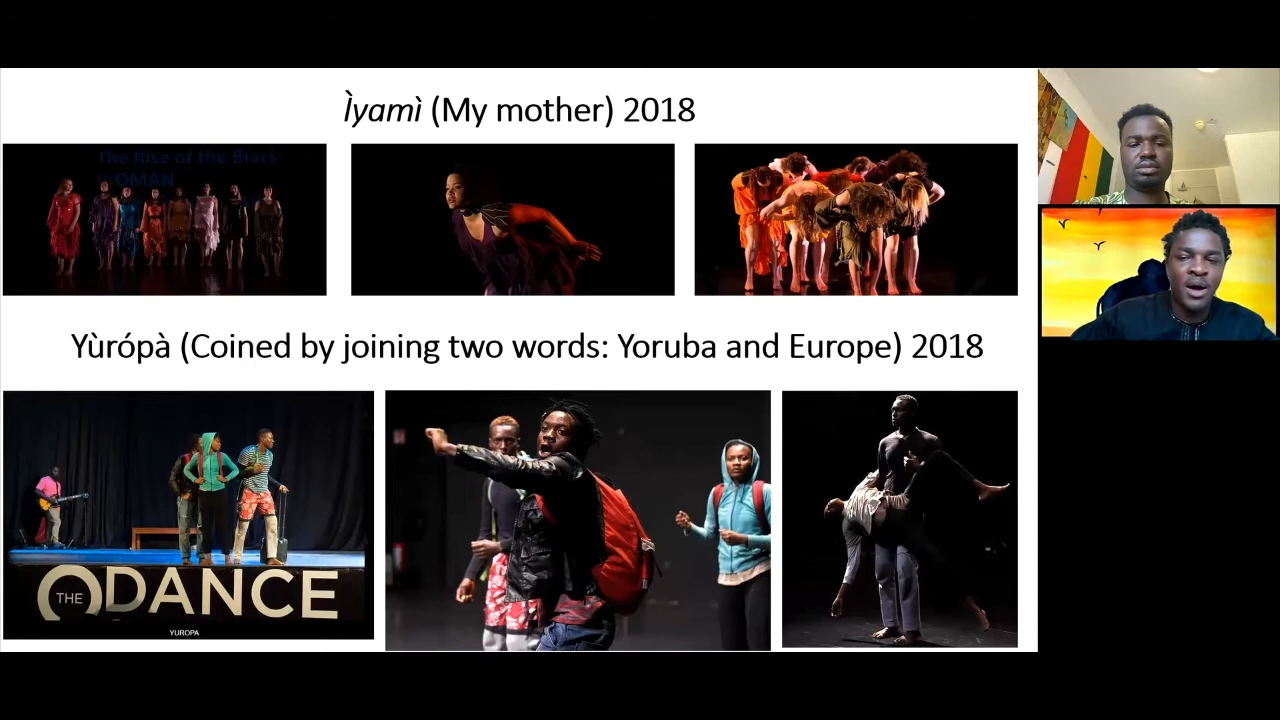 Ìyamì (My mother) 2018
The Rise of the Black
WOMAN
Yùrópà (Coined by joining two words: Yoruba and Europe) 2018
THE DANCE
YUROPA